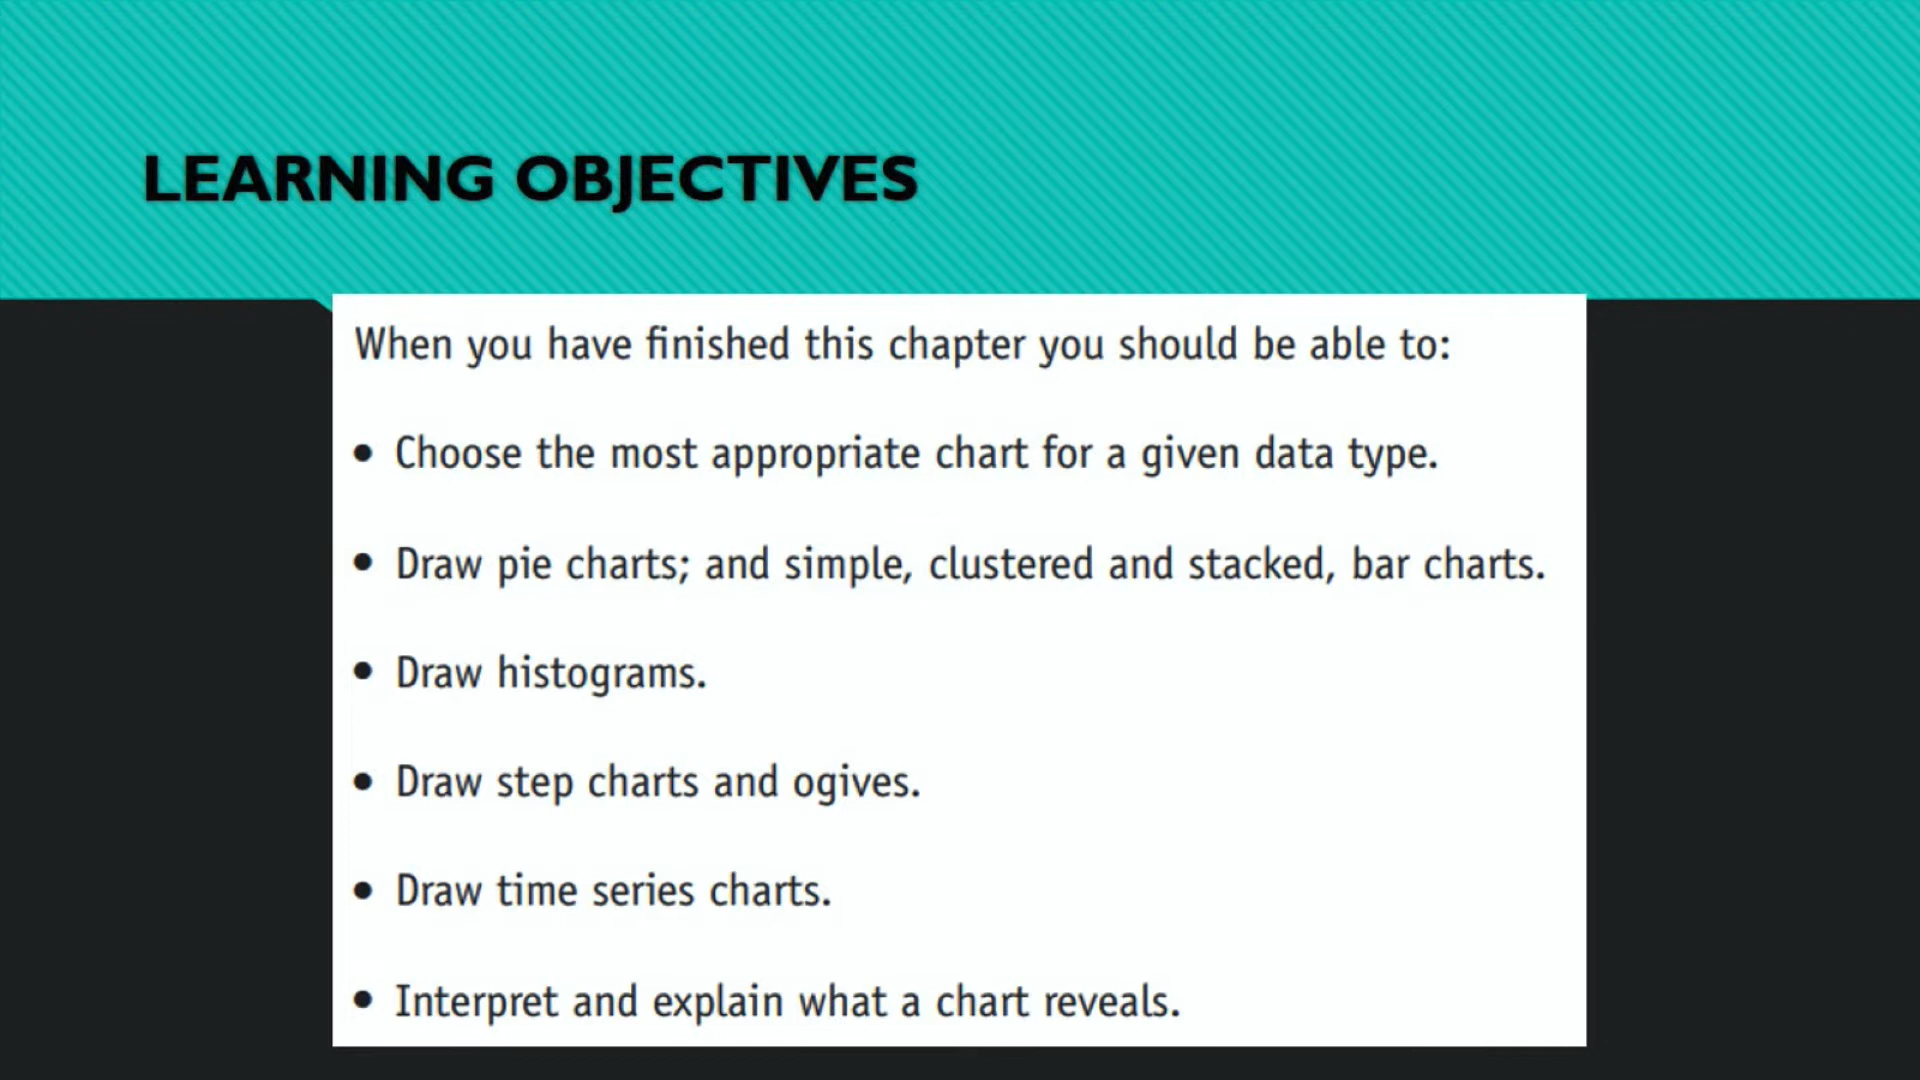 LEARNING OBJECTIVES
When you have finished this chapter you should be able to:
• Choose the most appropriate chart for a given data type.
• Draw pie charts; and simple, clustered and stacked, bar charts.
• Draw histograms.
• Draw step charts and ogives.
• Draw time series charts.
• Interpret and explain what a chart reveals.